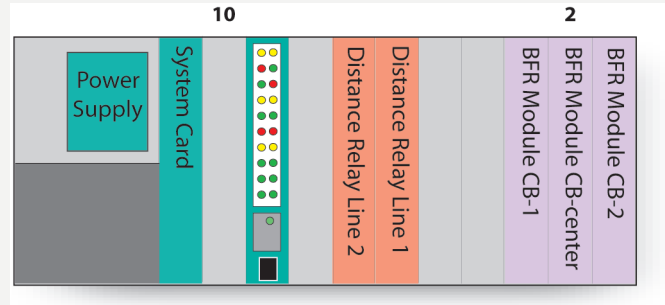 10
2
Power
Supply
System Card
Distance Relay Line 2
Distance Relay Line 1
BFR Module CB-1
BFR Module CB-center
BFR Module CB-2